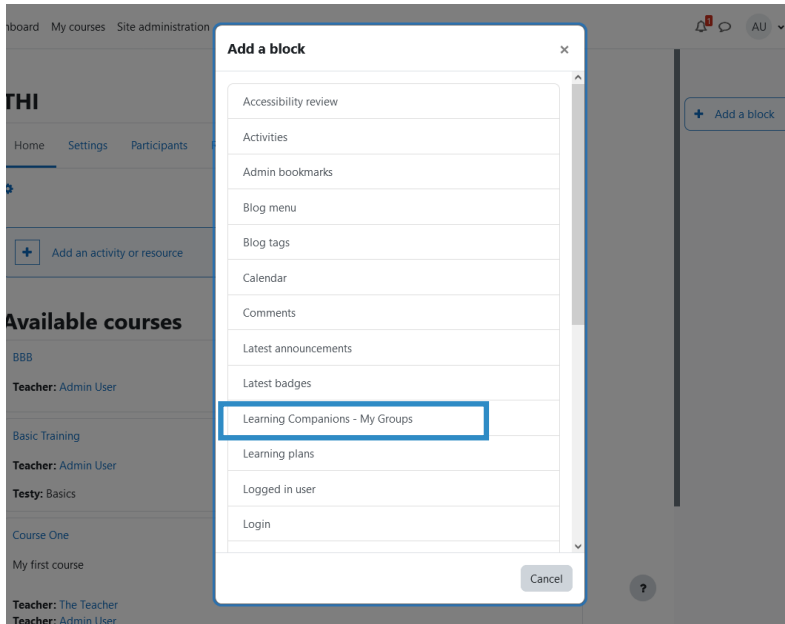 My courses Site administration
1
AU
Add a block
×
THI
+ Add a block
Home Settings Participants
+ Add an activity or resource
Accessibility review
Activities
Admin bookmarks
Blog menu
Blog tags
Calendar
Comments
Latest announcements
Latest badges
Learning Companions - My Groups
Learning plans
Logged in user
Login
Available courses
BBB
Teacher: Admin User
Basic Training
Teacher: Admin User
Testy: Basics
Course One
My first course
Teacher: The Teacher
Teacher: Admin User
Cancel
?